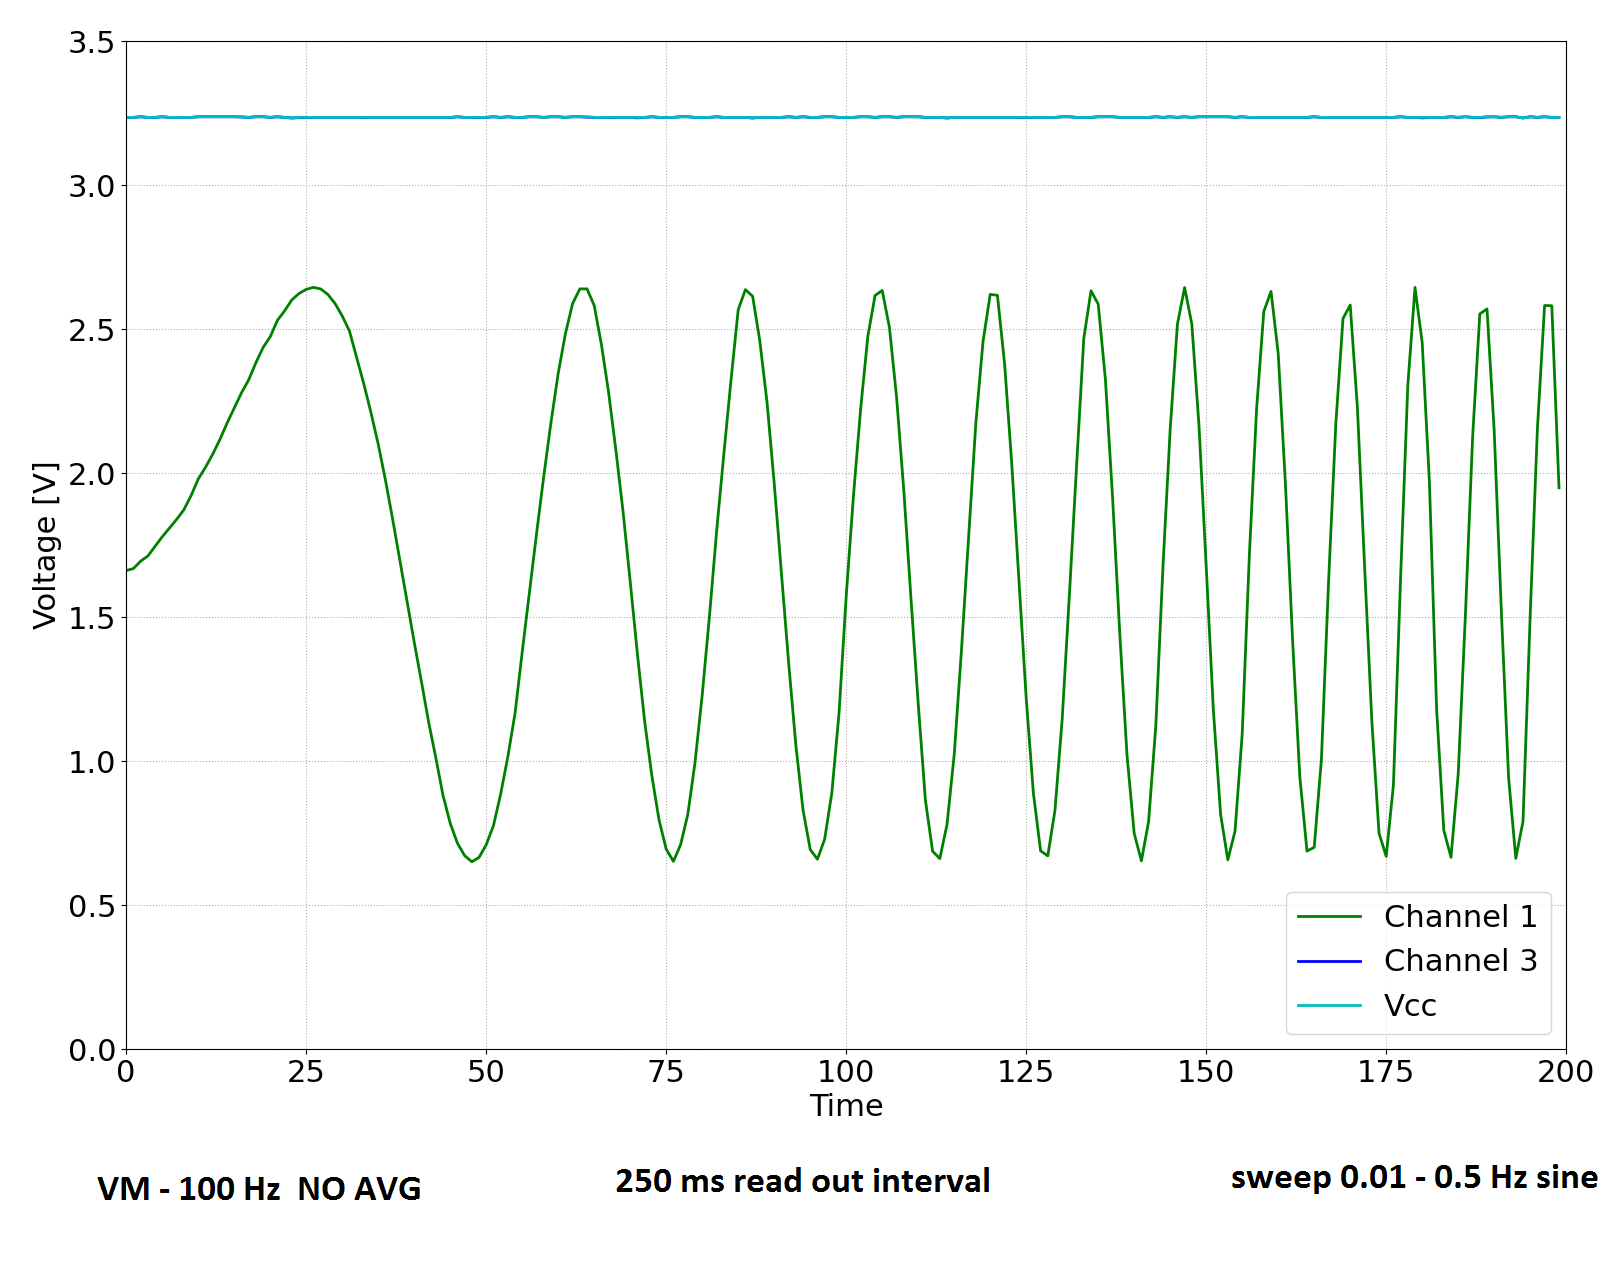 3.5
3.0
2.5
2.0
1.5
1.0
0.5
0.0
Voltage [V]
Channel 1
Channel 3
Vcc
0 25 50 75 100 125 150 175 200
Time
VM - 100 Hz  NO AVG
250 ms read out interval
sweep 0.01 - 0.5 Hz sine